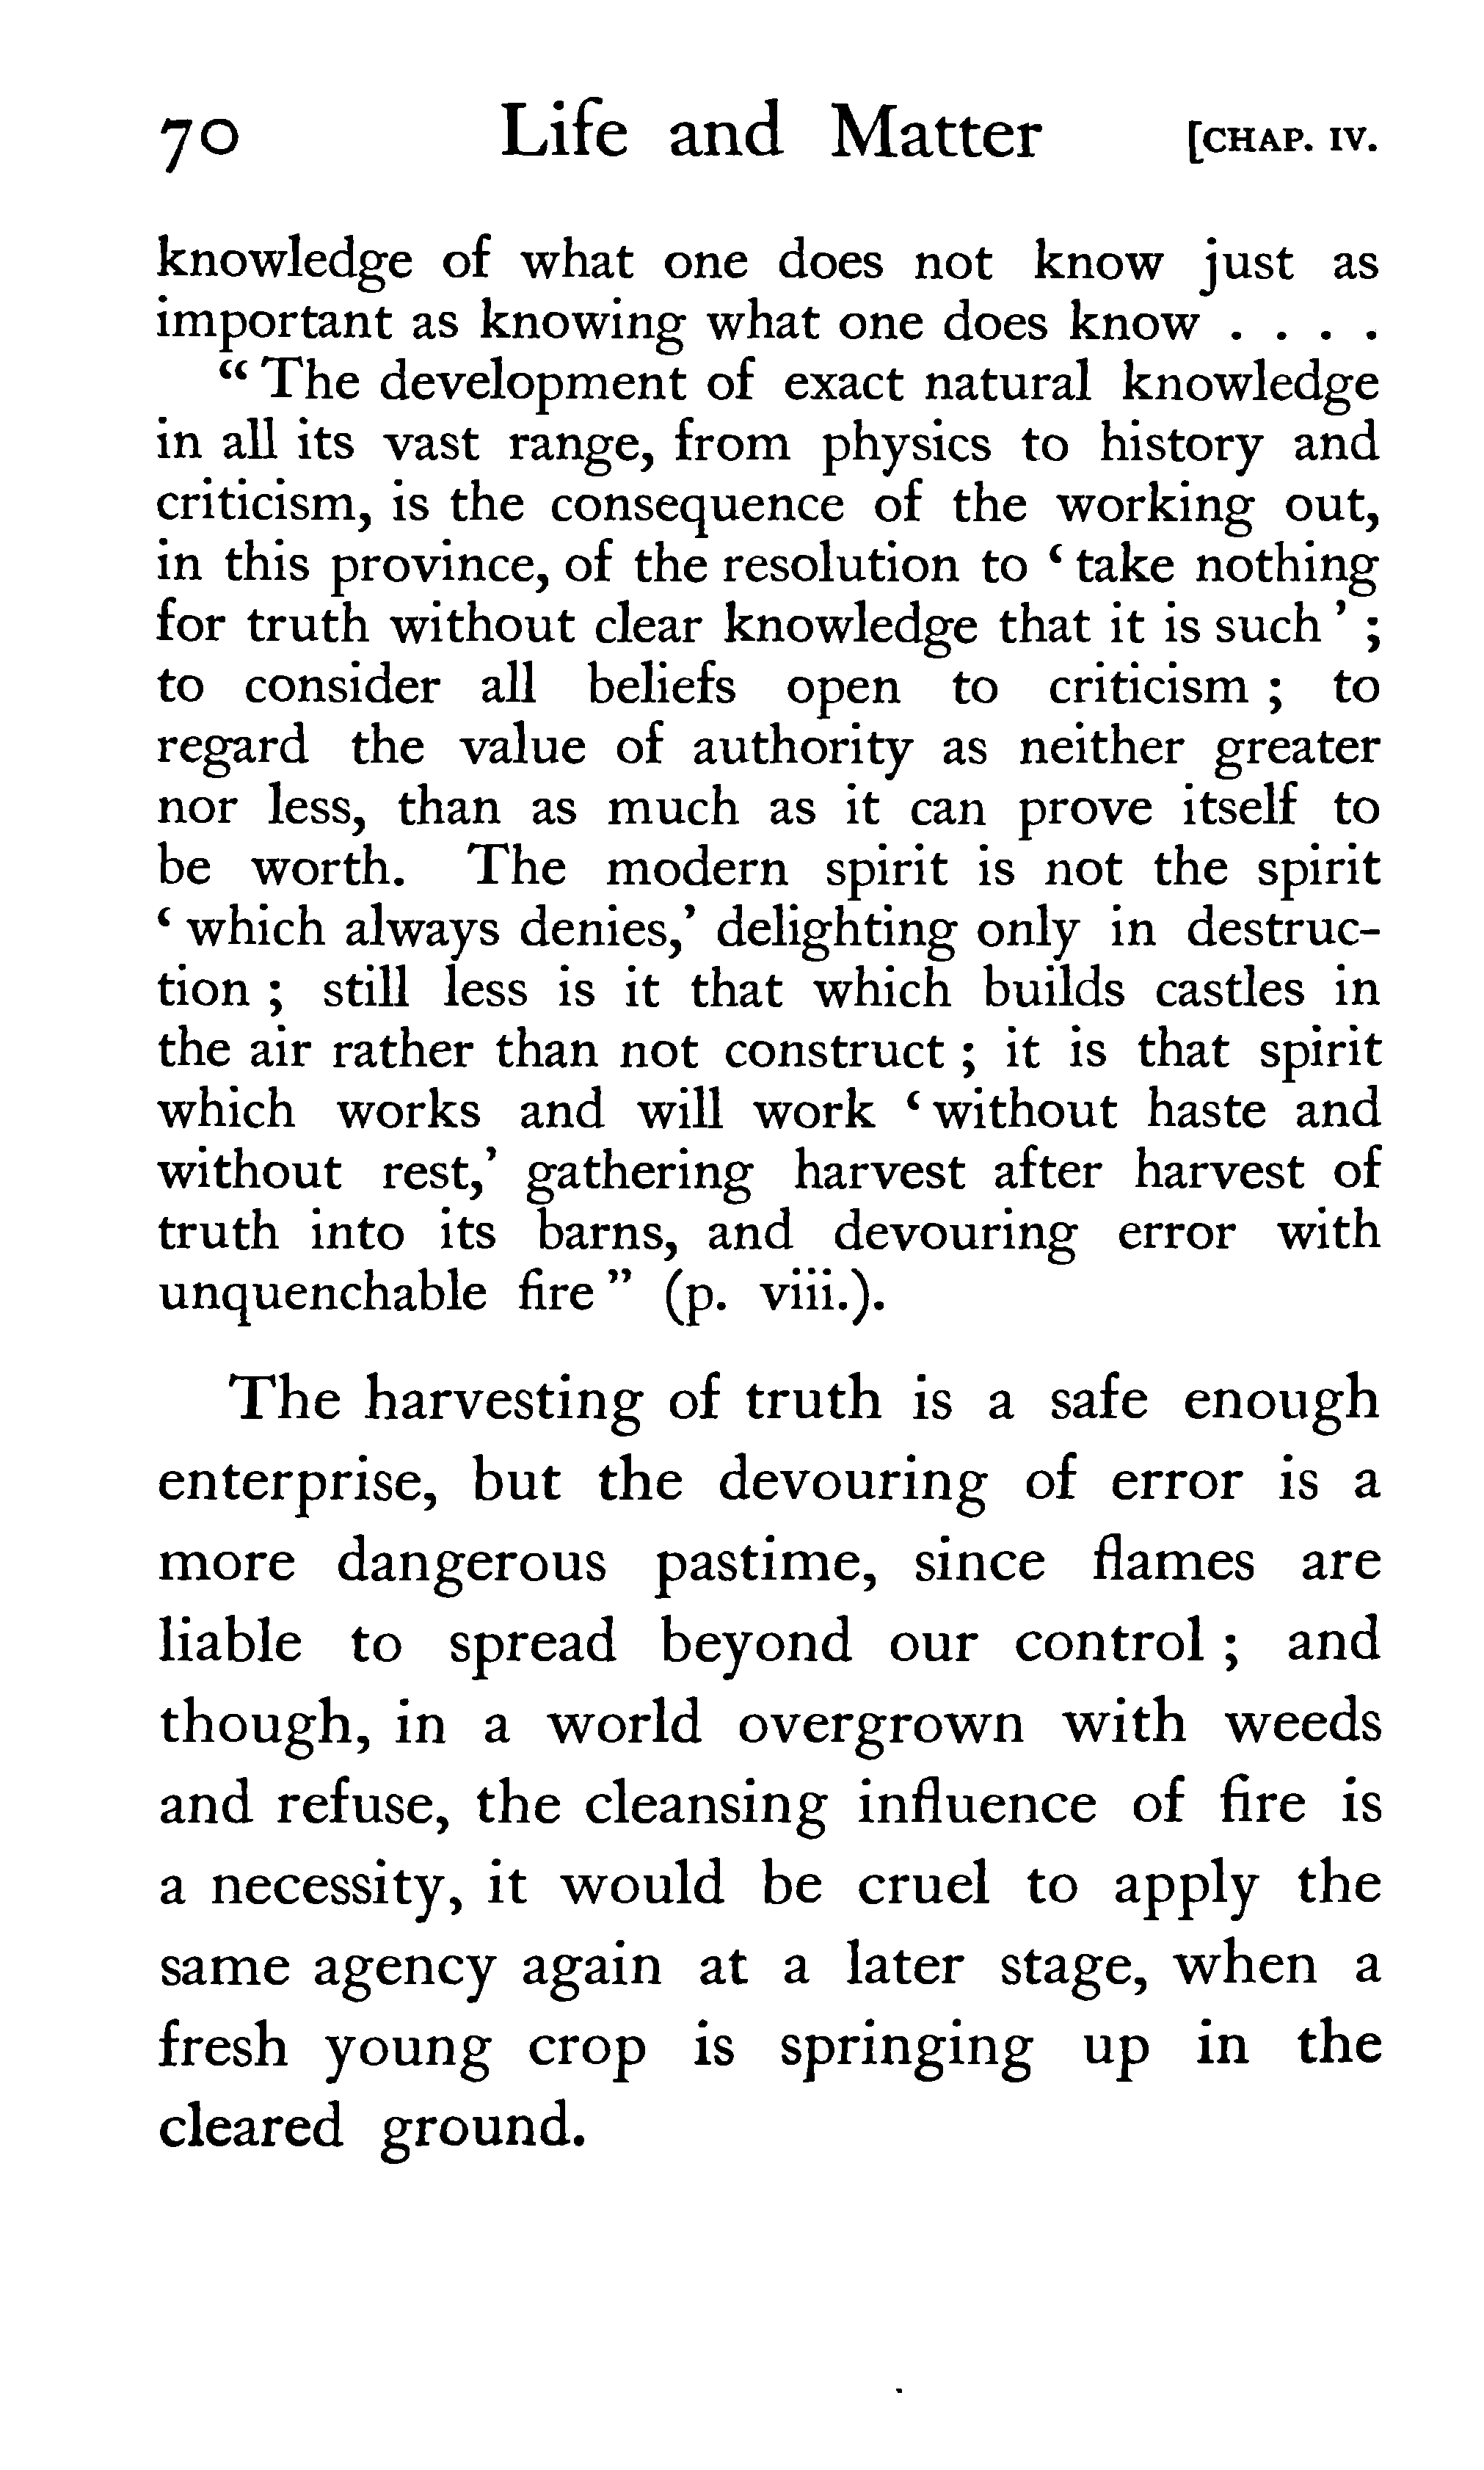 70 Life and Matter [CHAP. IV.
knowledge of what one does not know just as
important as knowing what one does know . . . .
“ The development of exact natural knowledge
in all its vast range, from physics to history and
criticism, is the consequence of the working out,
in this province, of the resolution to ‘ take nothing
for truth without clear knowledge that it is such ’ ;
to consider all beliefs open to criticism ; to
regard the value of authority as neither greater
nor less, than as much as it can prove itself to
be worth. The modern spirit is not the spirit
‘ which always denies,’ delighting only in destruc-
tion ; still less is it that which builds castles in
the air rather than not construct ; it is that spirit
which works and will work ‘ without haste and
without rest,’ gathering harvest after harvest of
truth into its barns, and devouring error with
unquenchable fire ” (p. viii.).
The harvesting of truth is a safe enough
enterprise, but the devouring of error is a
more dangerous pastime, since flames are
liable to spread beyond our control ; and
though, in a world overgrown with weeds
and refuse, the cleansing influence of fire is
a necessity, it would be cruel to apply the
same agency again at a later stage, when a
fresh young crop is springing up in the
cleared ground.